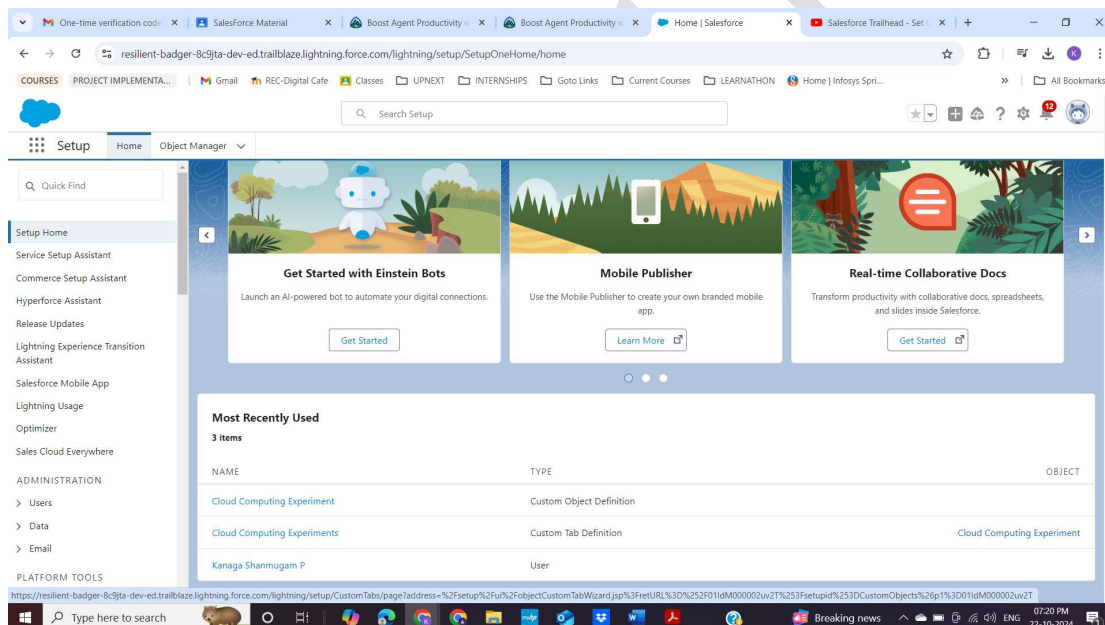 One-time verification code
SalesForce Material
Boost Agent Productivity
Boost Agent Productivity
Home | Salesforce
Salesforce Trailhead - Set
resilient-badger-8c9jta-dev-ed.trailblaze.lightning.force.com/lightning/setup/SetupOneHome/home
K
COURSES PROJECT IMPLEMENTA... Gmail REC-Digital Cafe Classes UPNEXT INTERNSHIPS Goto Links Current Courses LEARNATHON Home | Infosys Spri... » All Bookmarks
Search Setup
12
Setup Home Object Manager
Quick Find
Setup Home
Service Setup Assistant
Commerce Setup Assistant
Hyperforce Assistant
Release Updates
Lightning Experience Transition
Assistant
Salesforce Mobile App
Lightning Usage
Optimizer
Sales Cloud Everywhere
ADMINISTRATION
Users
Data
Email
PLATFORM TOOLS
Get Started with Einstein Bots
Launch an AI-powered bot to automate your digital connections.
Get Started
Mobile Publisher
Use the Mobile Publisher to create your own branded mobile
app.
Learn More
Real-time Collaborative Docs
Transform productivity with collaborative docs, spreadsheets,
and slides inside Salesforce.
Get Started
Most Recently Used
3 items
NAME TYPE OBJECT
Cloud Computing Experiment Custom Object Definition
Cloud Computing Experiments Custom Tab Definition Cloud Computing Experiment
Kanaga Shanmugam P User
https://resilient-badger-8c9jta-dev-ed.trailblaze.lightning.force.com/lightning/setup/CustomTabs/page?address=%2Fsetup%2Fui%2FobjectCustomTabWizard.jsp%3FretURL%3D%252F01IdM000002uv2T%253Fsetupid%253DCustomObjects%26p1%3D01IdM000002uv2T
Type here to search
Breaking news
ENG
07:20 PM
22-10-2024